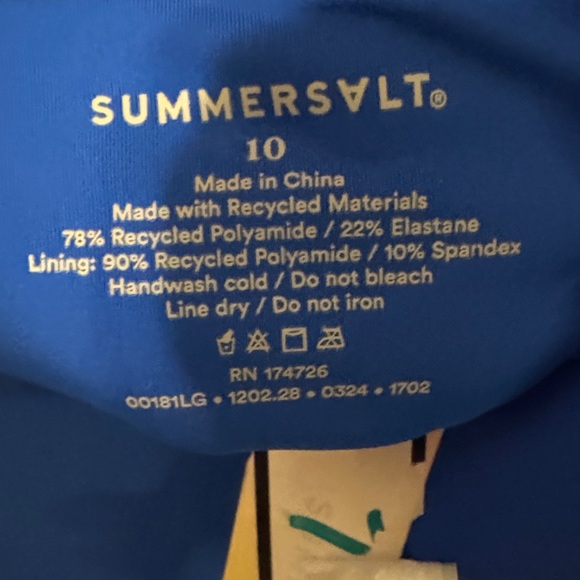 SUMMERSALT®
10
Made in China
Made with Recycled Materials
78% Recycled Polyamide / 22% Elastane
Lining: 90% Recycled Polyamide / 10% Spandex
Handwash cold / Do not bleach
Line dry / Do not iron
RN 174726
00181LG • 1202.28 • 0324 • 1702